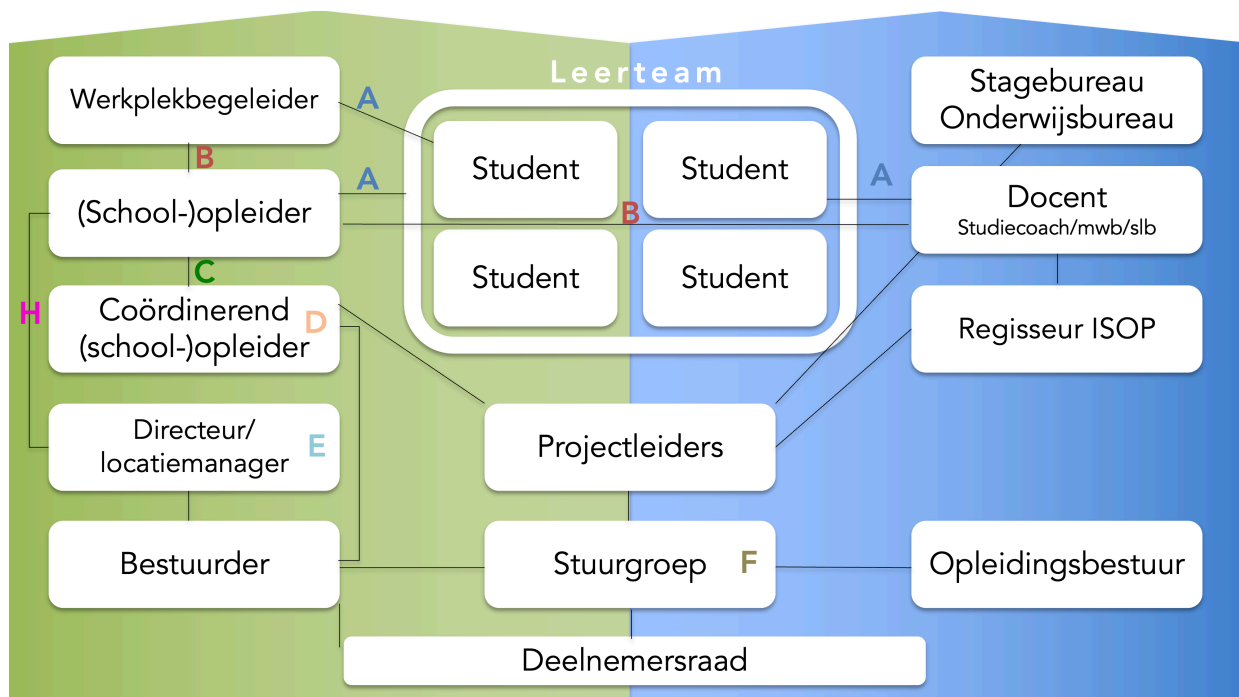 Leerteam
Werkplekbegeleider
A
Student
Student
Stagebureau
Onderwijsbureau
B
(School-)opleider
A
A
B
Docent
Studiecoach/mwb/slb
C
Student
Student
H
Coördinerend
(school-)opleider
D
Regisseur ISOP
Directeur/
locatiemanager
E
Projectleiders
Bestuurder
Stuurgroep
F
Opleidingsbestuur
Deelnemersraad